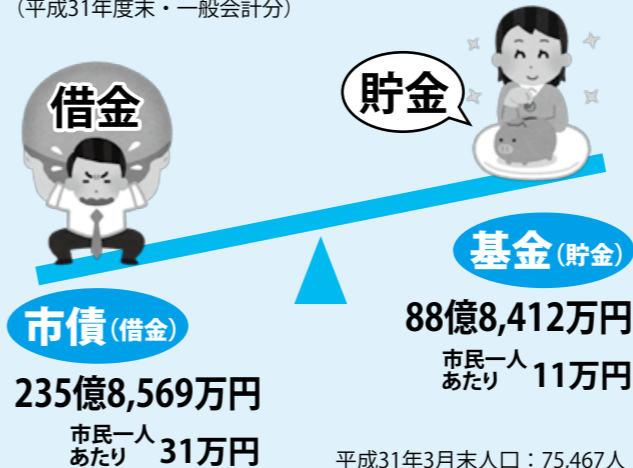 （平成31年度末・一般会計分）
借金
貯金
基金（貯金）
88億8,412万円
市民一人あたり 11万円
市債（借金）
235億8,569万円
市民一人あたり 31万円
平成31年3月末人口：75,467人